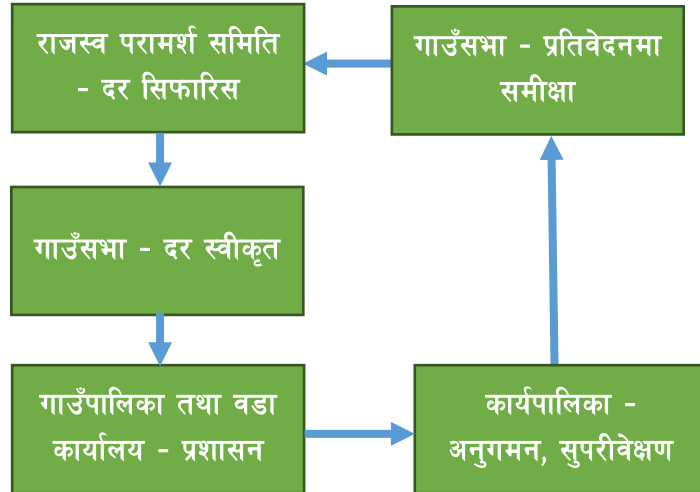 राजस्व परामर्श समिति
- दर सिफारिस
गाउँसभा - प्रतिवेदनमा
समीक्षा
गाउँसभा - दर स्वीकृत
गाउँपालिका तथा वडा
कार्यालय - प्रशासन
कार्यपालिका -
अनुगमन, सुपरीवेक्षण